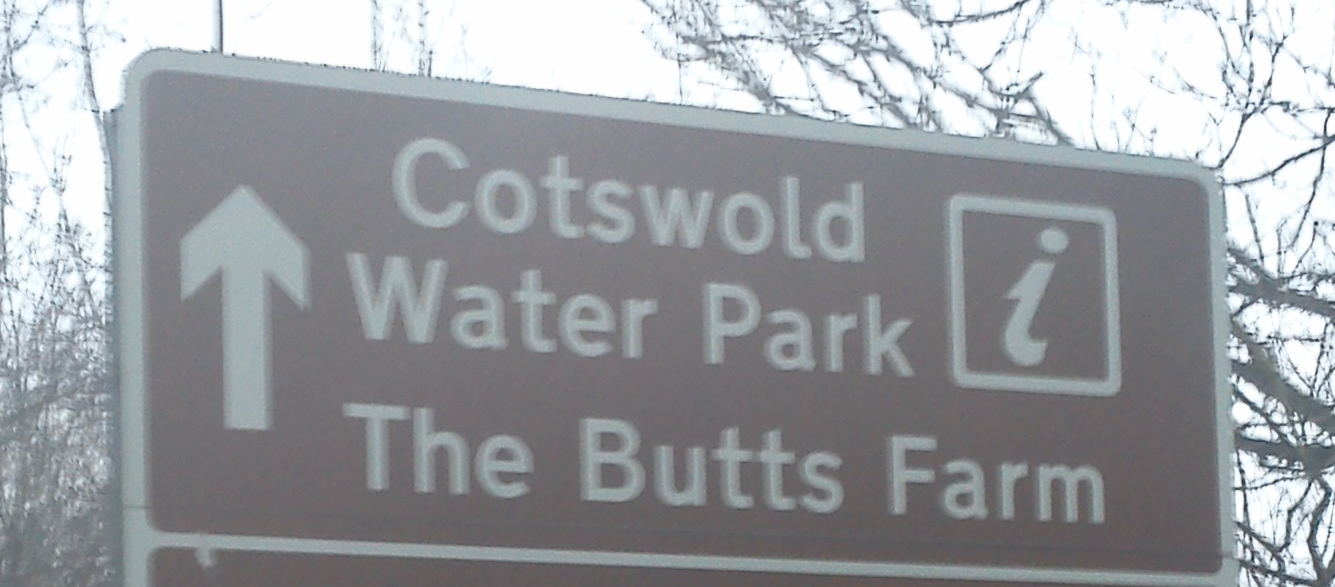 Cotswold
Water Park
i
The Butts Farm